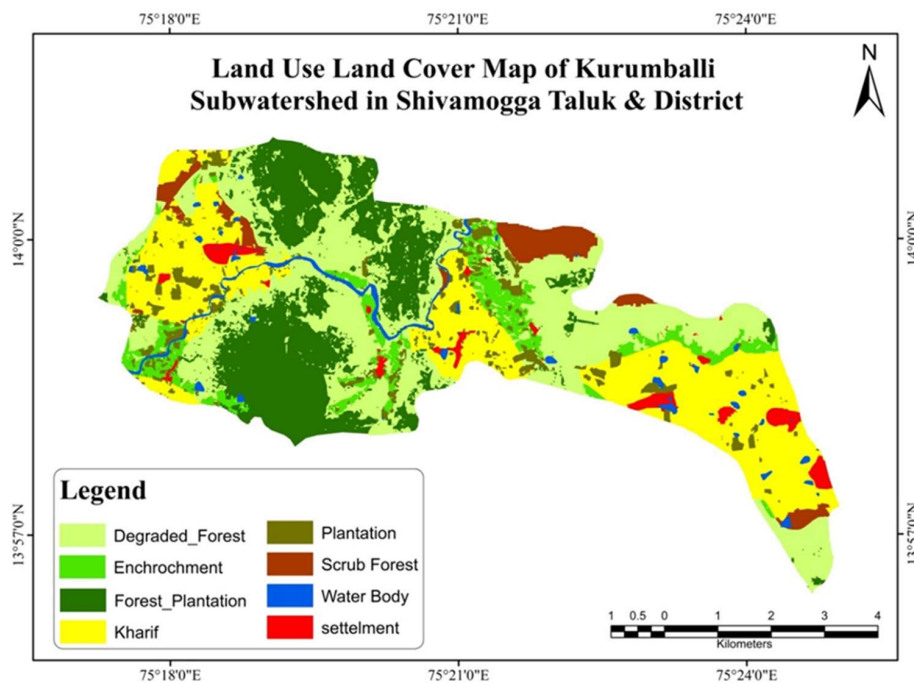 75°18'0"E 75°21'0"E 75°24'0"E
N
Land Use Land Cover Map of Kurumballi
Subwatershed in Shivamogga Taluk & District
14°0'0"N 14°0'0"N
Legend
Degraded_Forest
Enchrochment
Forest_Plantation
Kharif
Plantation
Scrub Forest
Water Body
settelment
13°57'0"N 13°57'0"N
1 0.5 0 1 2 3 4
Kilometers
75°18'0"E 75°21'0"E 75°24'0"E